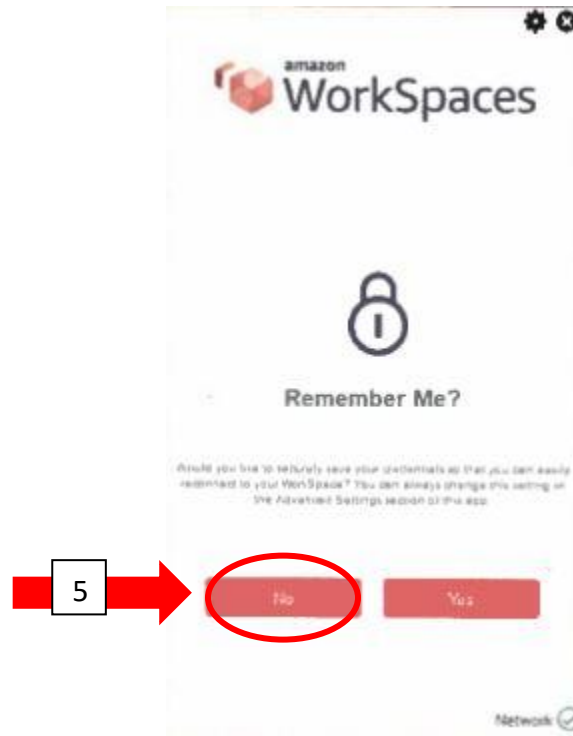 amazon
WorkSpaces
Remember Me?
Would you like to securely save your credentials so that you can easily
reconnect to your WorkSpace? You can always change this setting in
the Advanced Settings section of this app.
5
No
Yes
Network